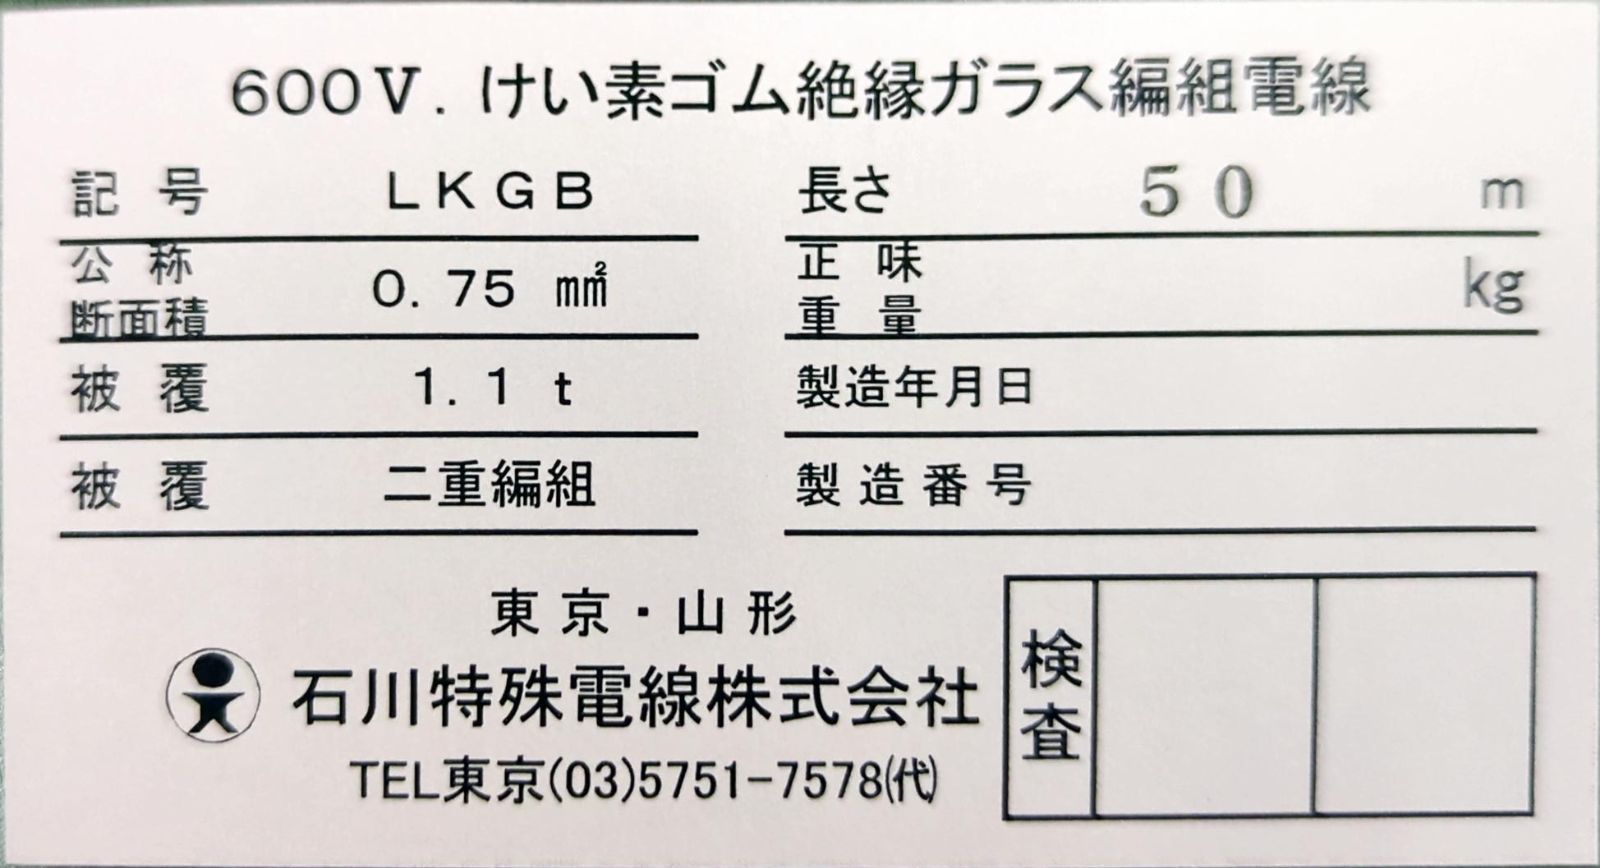 600V. けい素ゴム絶縁ガラス編組電線
記号 LKGB
長さ 50 m
公称断面積 0.75 ㎟
正味重量 kg
被覆 1.1 t
製造年月日
被覆 二重編組
製造番号
東京・山形
石川特殊電線株式会社
TEL東京(03)5751-7578㈹
検査